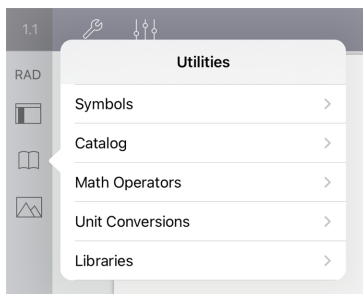 1.1
RAD
Utilities
Symbols
Catalog
Math Operators
Unit Conversions
Libraries